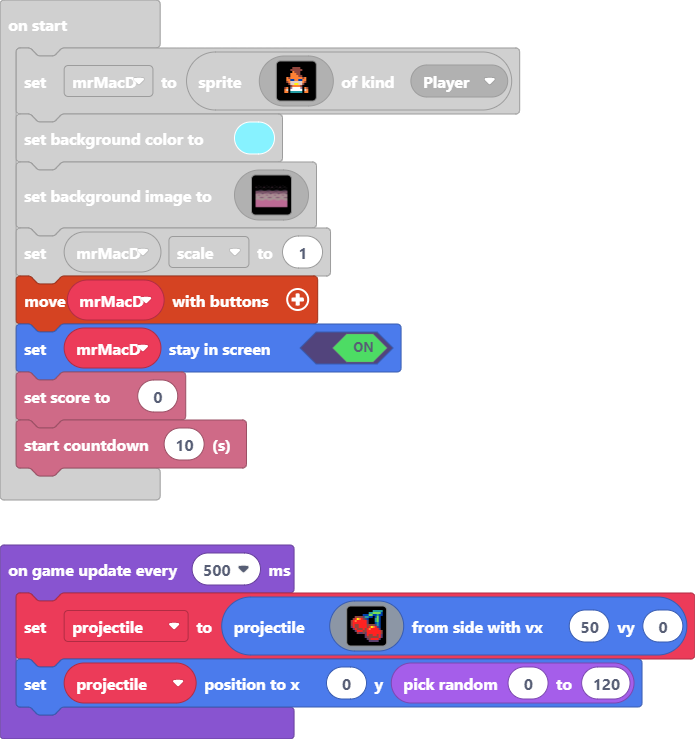 on start
set mrMacD to sprite of kind Player
set background color to
set background image to
set mrMacD scale to 1
move mrMacD with buttons
set mrMacD stay in screen ON
set score to 0
start countdown 10 (s)
on game update every 500 ms
set projectile to projectile from side with vx 50 vy 0
set projectile position to x 0 y pick random 0 to 120